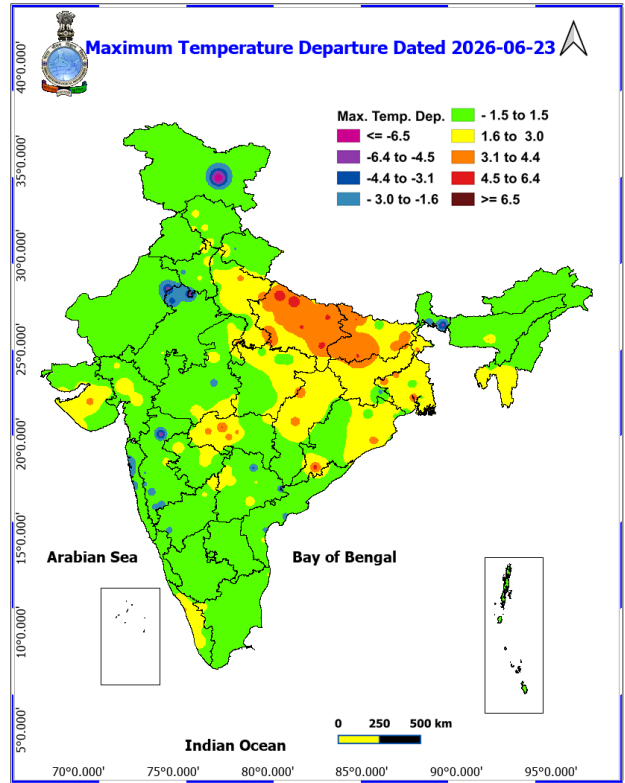 Maximum Temperature Departure Dated 2026-06-23
Max. Temp. Dep.
<= -6.5
-6.4 to -4.5
-4.4 to -3.1
- 3.0 to -1.6
- 1.5 to 1.5
1.6 to 3.0
3.1 to 4.4
4.5 to 6.4
>= 6.5
40°0.000'
35°0.000'
30°0.000'
25°0.000'
20°0.000'
15°0.000'
10°0.000'
5°0.000'
Arabian Sea
Bay of Bengal
Indian Ocean
0 250 500 km
70°0.000' 75°0.000' 80°0.000' 85°0.000' 90°0.000' 95°0.000'